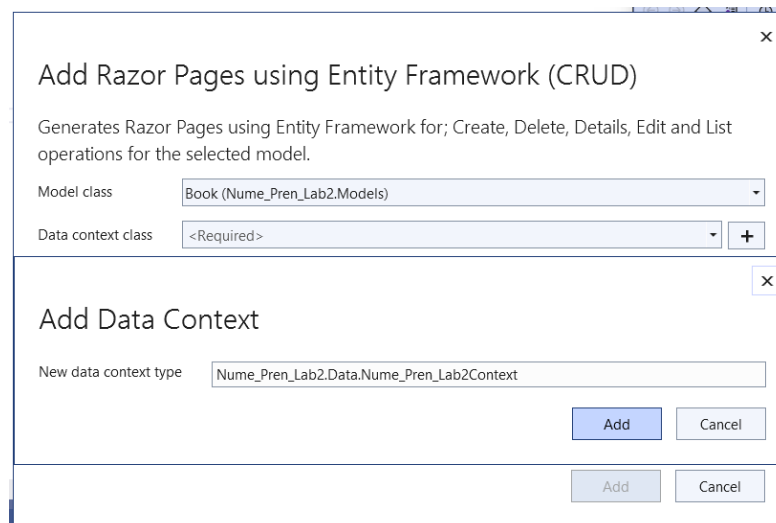 Add Razor Pages using Entity Framework (CRUD)
Generates Razor Pages using Entity Framework for; Create, Delete, Details, Edit and List
operations for the selected model.
Model class Book (Nume_Pren_Lab2.Models)
Data context class <Required>
Add Data Context
New data context type Nume_Pren_Lab2.Data.Nume_Pren_Lab2Context
Add Cancel
Add Cancel